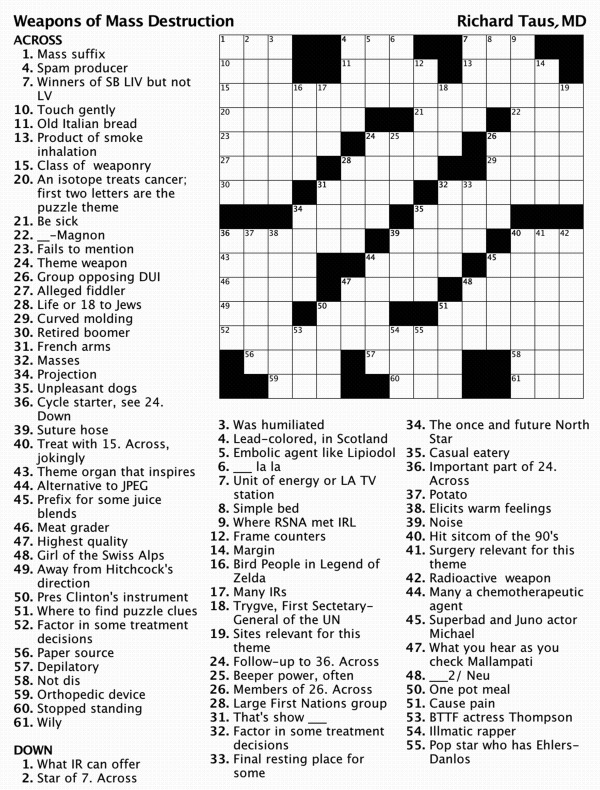 Weapons of Mass Destruction
Richard Taus, MD
ACROSS
1. Mass suffix
4. Spam producer
7. Winners of SB LIV but not
LV
10. Touch gently
11. Old Italian bread
13. Product of smoke
inhalation
15. Class of weaponry
20. An isotope treats cancer;
first two letters are the
puzzle theme
21. Be sick
22. __-Magnon
23. Fails to mention
24. Theme weapon
26. Group opposing DUI
27. Alleged fiddler
28. Life or 18 to Jews
29. Curved molding
30. Retired boomer
31. French arms
32. Masses
34. Projection
35. Unpleasant dogs
36. Cycle starter, see 24.
Down
39. Suture hose
40. Treat with 15. Across,
jokingly
43. Theme organ that inspires
44. Alternative to JPEG
45. Prefix for some juice
blends
46. Meat grader
47. Highest quality
48. Girl of the Swiss Alps
49. Away from Hitchcock's
direction
50. Pres Clinton's instrument
51. Where to find puzzle clues
52. Factor in some treatment
decisions
56. Paper source
57. Depilatory
58. Not dis
59. Orthopedic device
60. Stopped standing
61. Wily
DOWN
1. What IR can offer
2. Star of 7. Across
1 2 3 4 5 6 7 8 9
10 11 12 13 14
15 16 17 18 19
20 21 22
23 24 25 26
27 28 29
30 31 32 33
34 35
36 37 38 39 40 41 42
43 44 45
46 47 48
49 50 51
52 53 54 55
56 57 58
59 60 61
3. Was humiliated
4. Lead-colored, in Scotland
5. Embolic agent like Lipiodol
6. ___ la la
7. Unit of energy or LA TV
station
8. Simple bed
9. Where RSNA met IRL
12. Frame counters
14. Margin
16. Bird People in Legend of
Zelda
17. Many IRs
18. Trygve, First Sectetary-
General of the UN
19. Sites relevant for this
theme
24. Follow-up to 36. Across
25. Beeper power, often
26. Members of 26. Across
28. Large First Nations group
31. That's show ___
32. Factor in some treatment
decisions
33. Final resting place for
some
34. The once and future North
Star
35. Casual eatery
36. Important part of 24.
Across
37. Potato
38. Elicits warm feelings
39. Noise
40. Hit sitcom of the 90's
41. Surgery relevant for this
theme
42. Radioactive weapon
44. Many a chemotherapeutic
agent
45. Superbad and Juno actor
Michael
47. What you hear as you
check Mallampati
48. ___2/ Neu
50. One pot meal
51. Cause pain
53. BTTF actress Thompson
54. Illmatic rapper
55. Pop star who has Ehlers-
Danlos